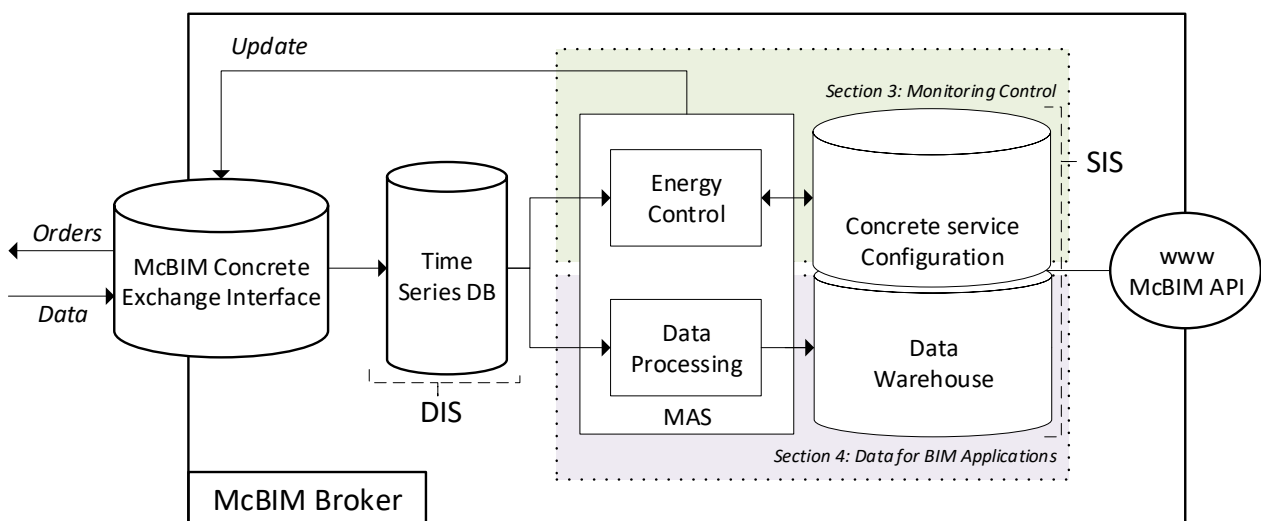 Update
Section 3: Monitoring Control
SIS
Energy
Control
Concrete service
Configuration
Orders
McBIM Concrete
Exchange Interface
Data
Time
Series DB
www
McBIM API
Data
Processing
Data
Warehouse
DIS
MAS
Section 4: Data for BIM Applications
McBIM Broker